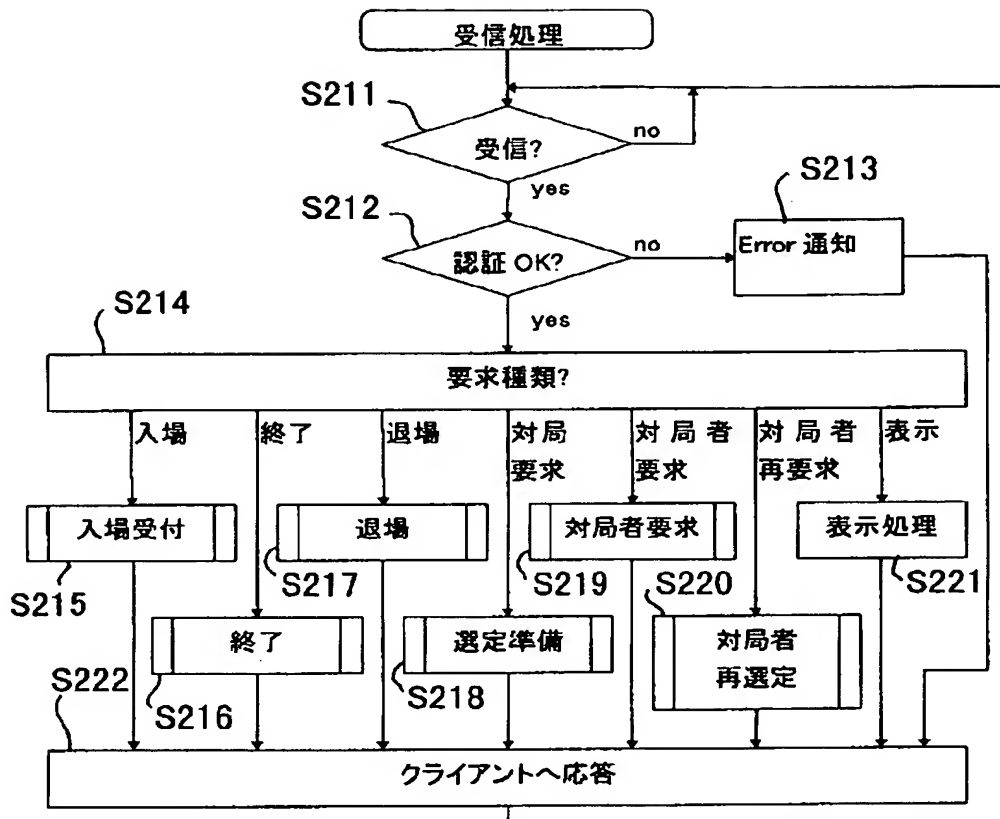 受信処理
S211
受信?
no
yes
S212
認証 OK?
no
S213
Error 通知
yes
S214
要求種類?
入場
終了
退場
対局
要求
対局者
要求
対局者
再要求
表示
入場受付
S215
退場
S217
対局者要求
S219
表示処理
S221
終了
S216
選定準備
S218
S220
対局者
再選定
S222
クライアントへ応答